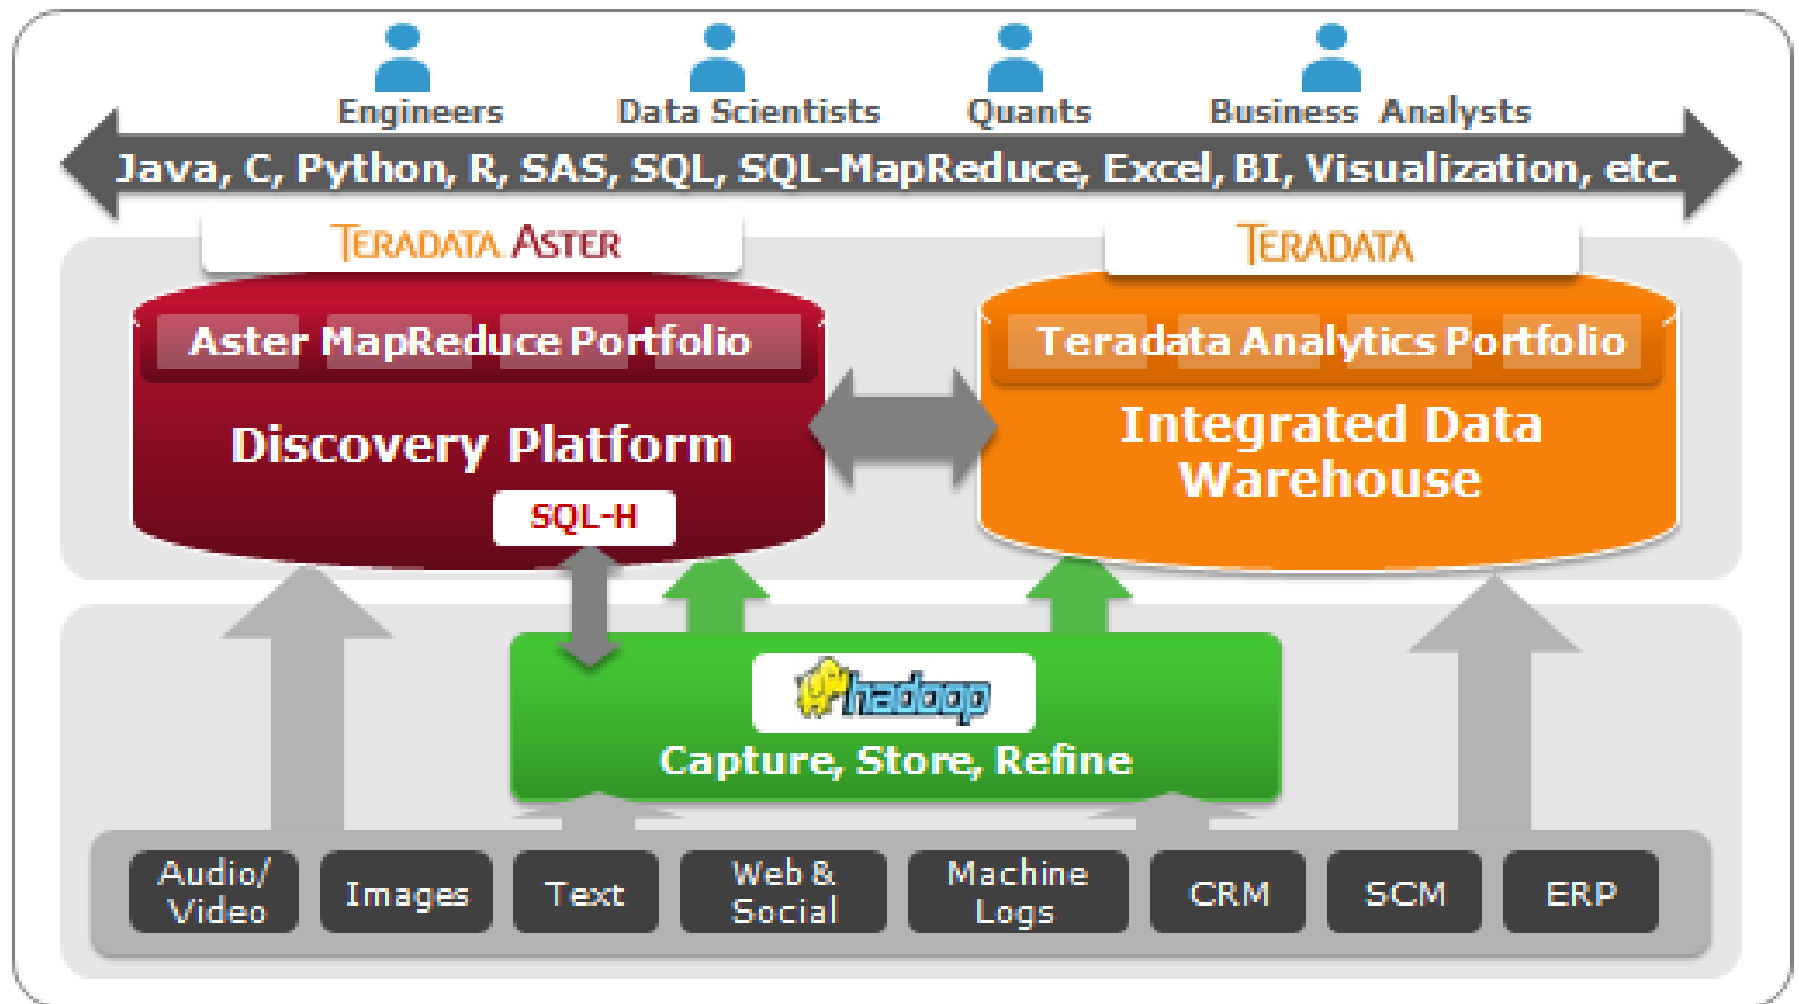 Engineers
Data Scientists
Quants
Business Analysts
Java, C, Python, R, SAS, SQL, SQL-MapReduce, Excel, BI, Visualization, etc.
TERADATA ASTER
TERADATA
Aster MapReduce Portfolio
Teradata Analytics Portfolio
Discovery Platform
Integrated Data
Warehouse
SQL-H
hadoop
Capture, Store, Refine
Audio/
Video
Images
Text
Web &
Social
Machine
Logs
CRM
SCM
ERP